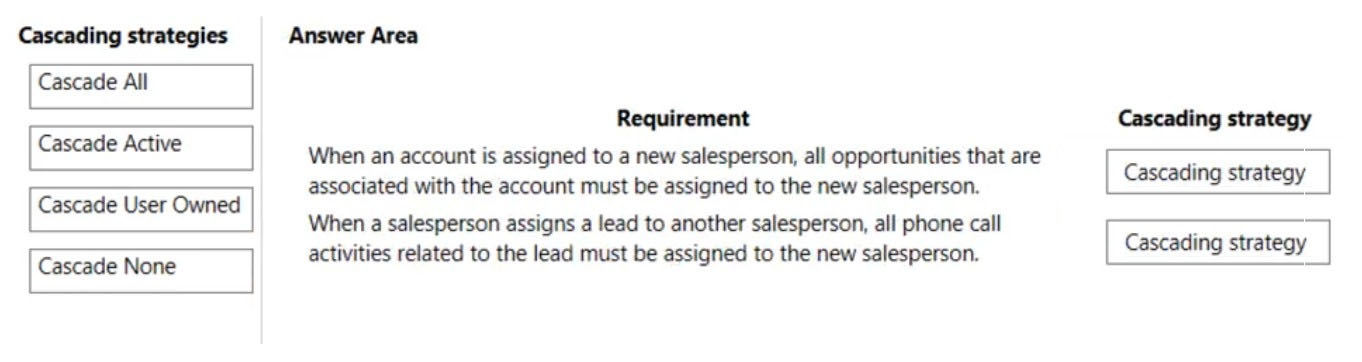 Cascading strategies
Cascade All
Cascade Active
Cascade User Owned
Cascade None
Answer Area
Requirement
Cascading strategy
When an account is assigned to a new salesperson, all opportunities that are
associated with the account must be assigned to the new salesperson.
Cascading strategy
When a salesperson assigns a lead to another salesperson, all phone call
activities related to the lead must be assigned to the new salesperson.
Cascading strategy